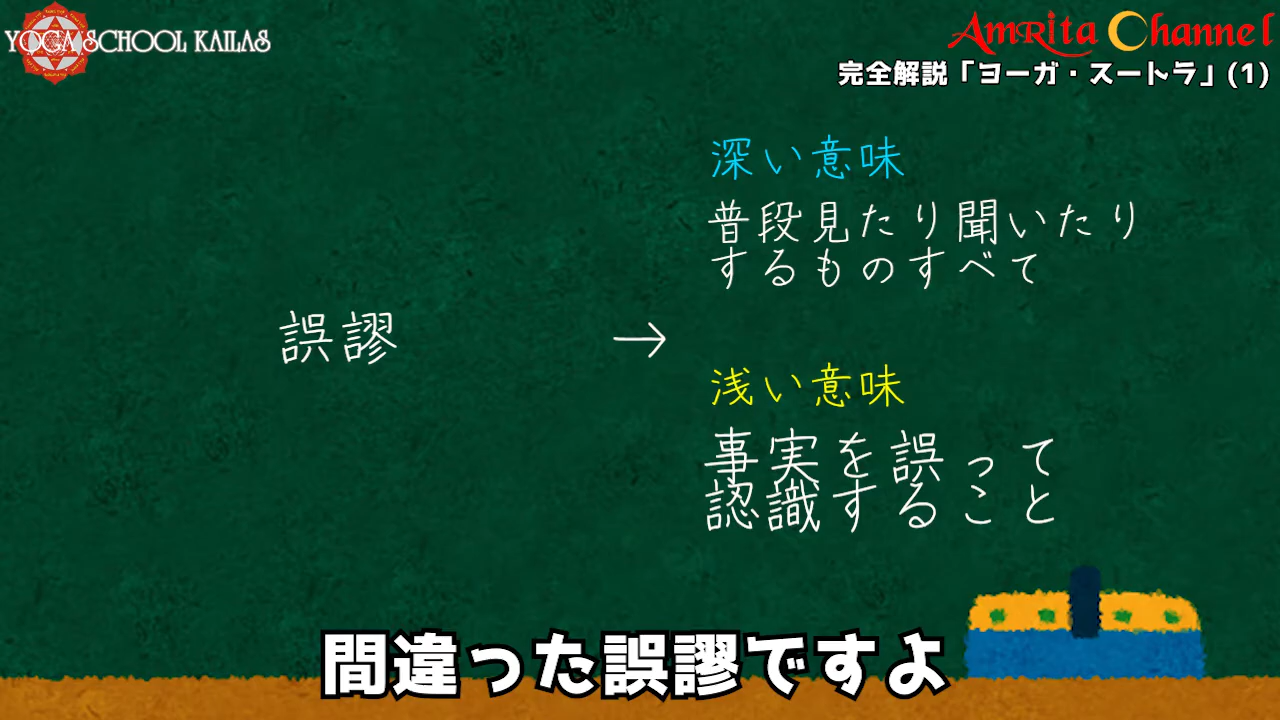 YOGA SCHOOL KAILAS
Amrita Channel
完全解説「ヨーガ・スートラ」(1)
深い意味
普段見たり聞いたり
するものすべて
誤謬 →
浅い意味
事実を誤って
認識すること
間違った誤謬ですよ